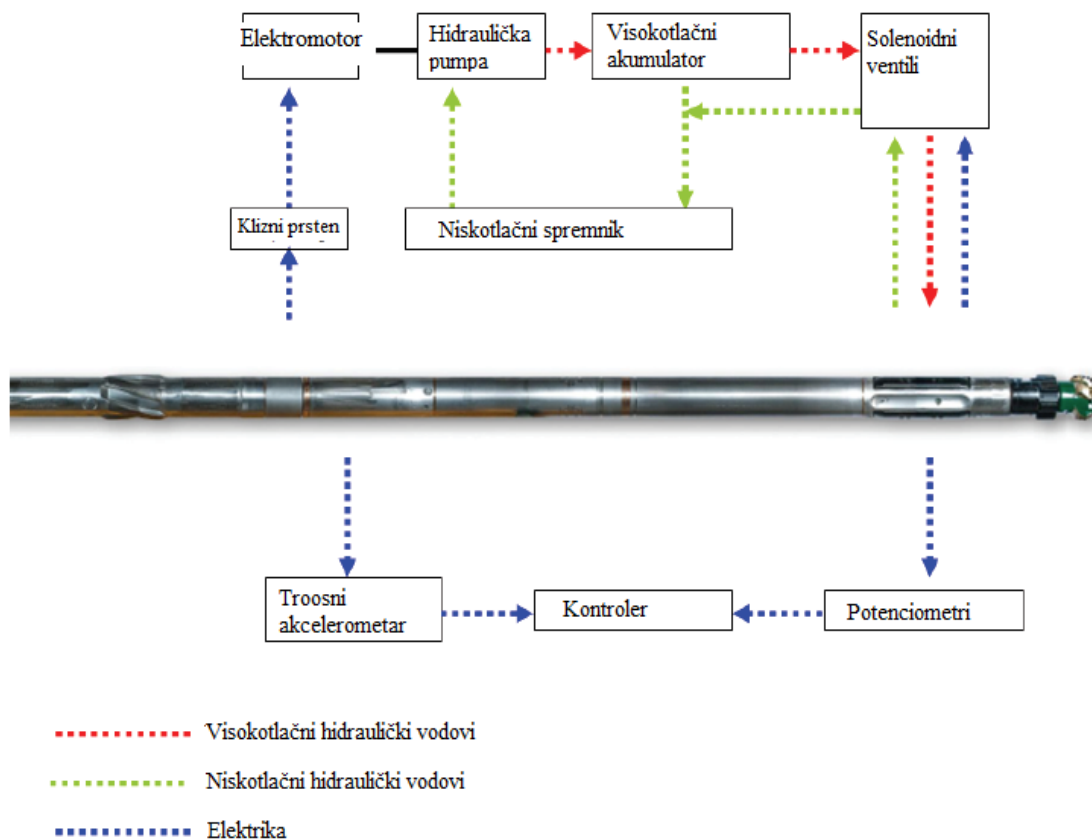 Elektromotor
Hidraulička
pumpa
Visokotlačni
akumulator
Solenoidni
ventili
Klizni prsten
Niskotlačni spremnik
Troosni
akcelerometar
Kontroler
Potenciometri
Visokotlačni hidraulički vodovi
Niskotlačni hidraulički vodovi
Elektrika